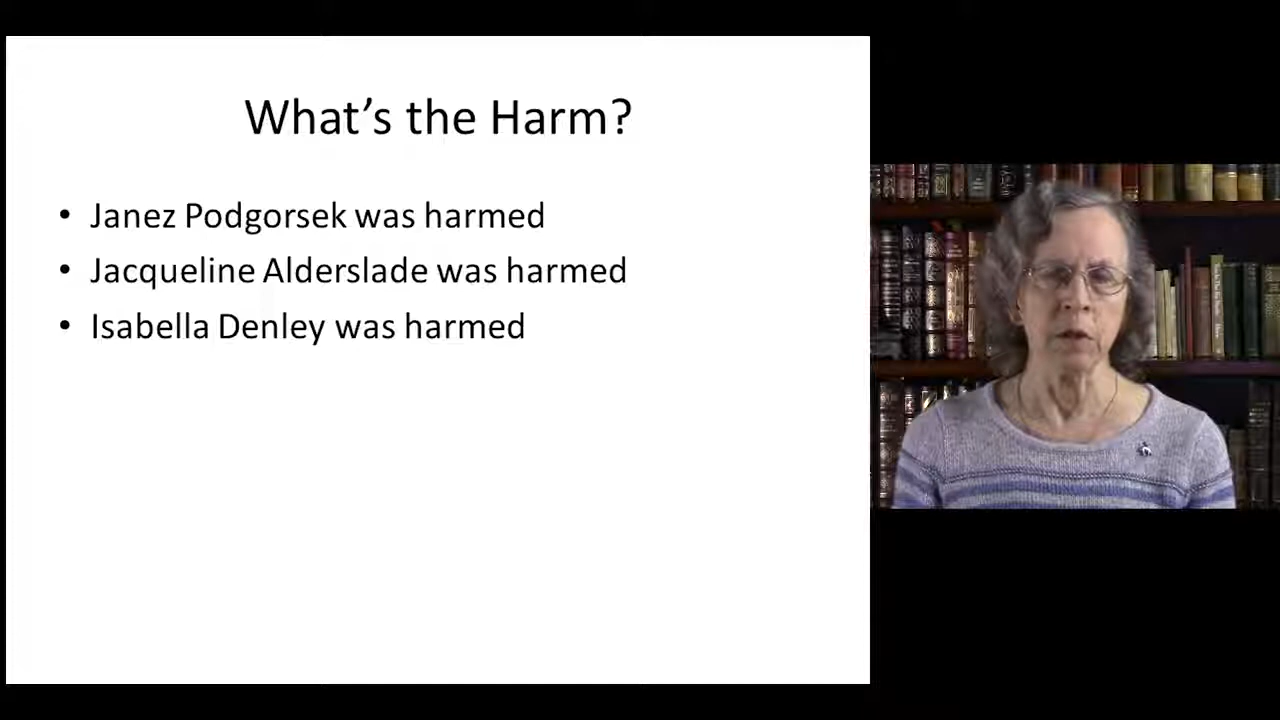 What’s the Harm?
• Janez Podgorsek was harmed
• Jacqueline Alderslade was harmed
• Isabella Denley was harmed